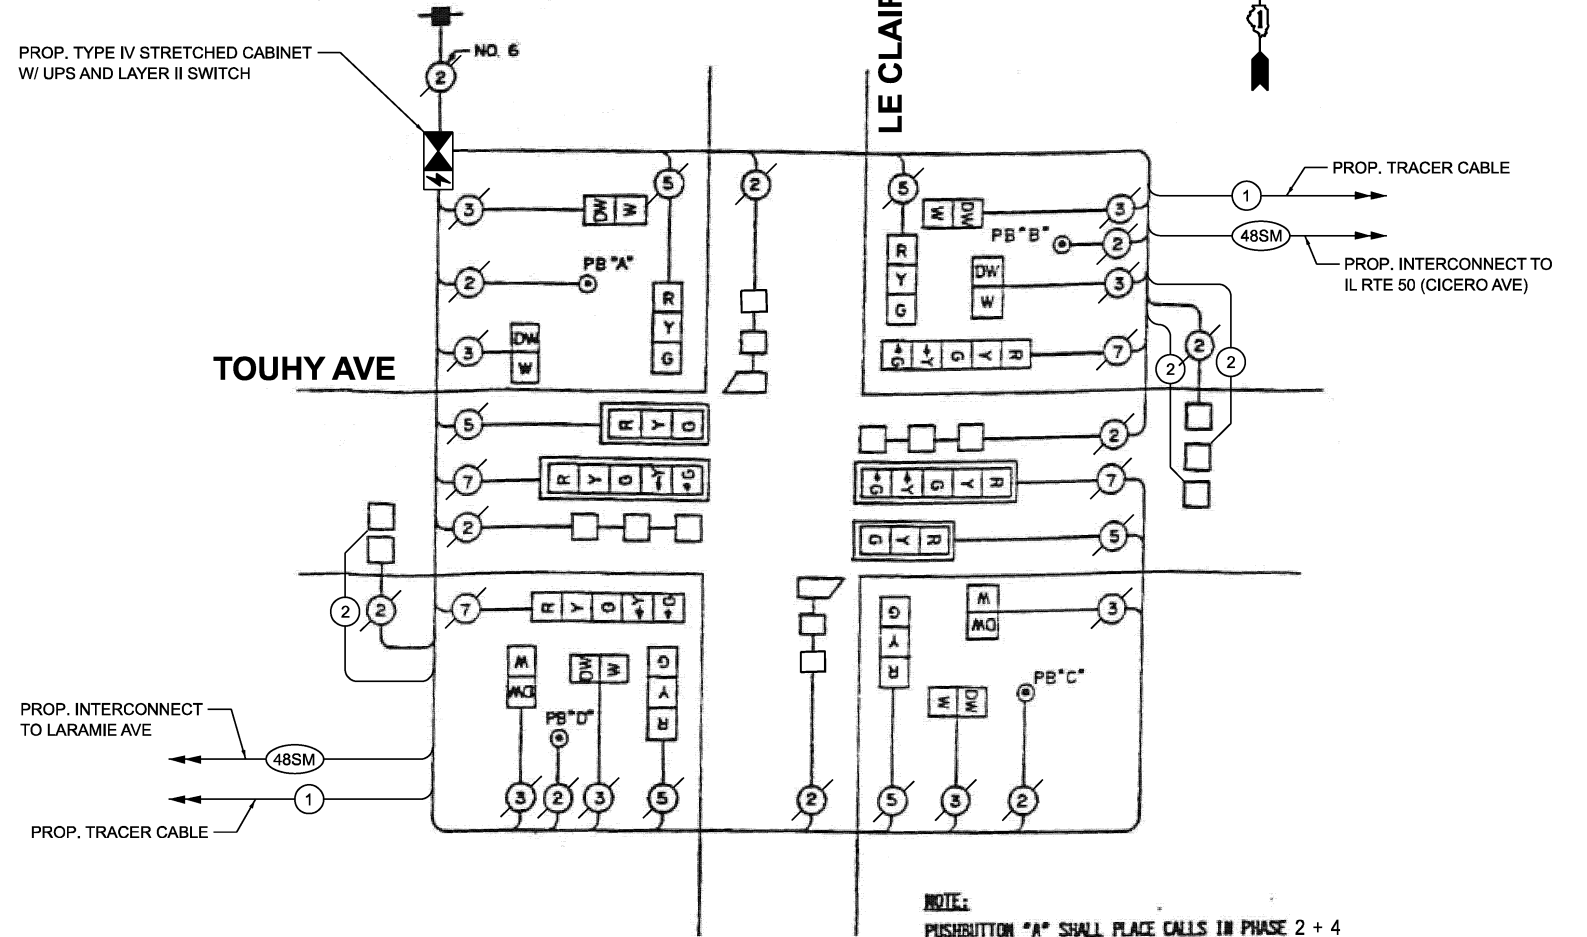 NO. 6
2
PROP. TYPE IV STRETCHED CABINET
W/ UPS AND LAYER II SWITCH
LE CLAIR
1
5
2
5
PROP. TRACER CABLE
1
3
DW W
W DW
3
PB "B"
2
48SM
PROP. INTERCONNECT TO
IL RTE 50 (CICERO AVE)
PB "A"
2
R
Y
G
R
Y
G
DW
W
3
3
DW
W
TOUHY AVE
G Y G Y R
7
2
2
2
5
R Y G
2
7
R Y G Y G
G Y G Y R
7
2
G Y R
5
2
2
7
R Y G Y G
W
DW
3
G
Y
R
W
DW
DW W
G
Y
R
PB "C"
W DW
PB "D"
PROP. INTERCONNECT
TO LARAMIE AVE
48SM
1
PROP. TRACER CABLE
3
2
3
5
2
5
3
2
NOTE:
PUSHBUTTON "A" SHALL PLACE CALLS IN PHASE 2 + 4